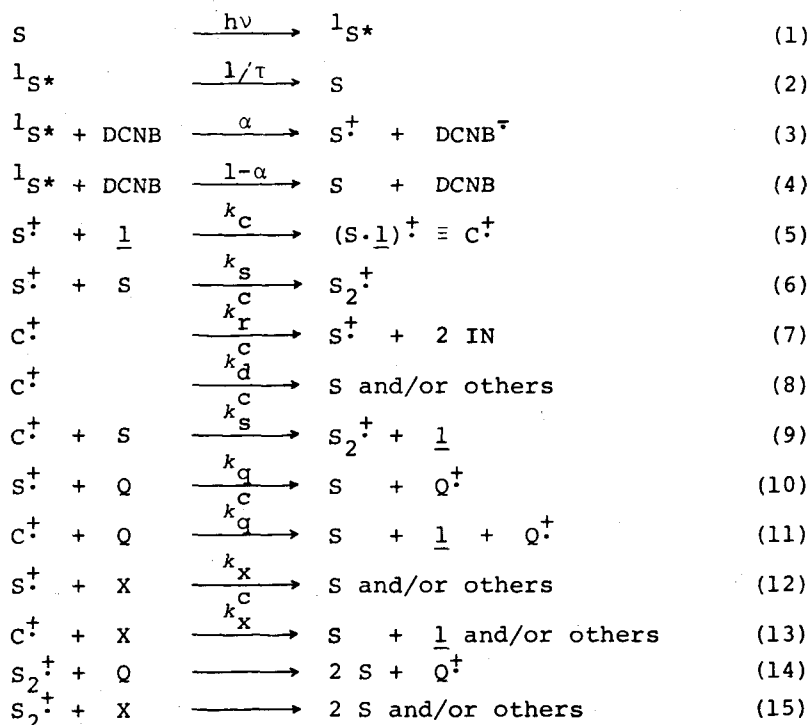 S hν → ¹S* (1)
¹S* 1/τ → S (2)
¹S* + DCNB α → S⁺· + DCNB⁻· (3)
¹S* + DCNB 1-α → S + DCNB (4)
S⁺· + 1 k_c → (S·1)⁺· ≡ C⁺· (5)
S⁺· + S k_s → S₂⁺· (6)
C⁺· k_r^c → S⁺· + 2 IN (7)
C⁺· k_d^c → S and/or others (8)
C⁺· + S k_s^c → S₂⁺· + 1 (9)
S⁺· + Q k_q → S + Q⁺· (10)
C⁺· + Q k_q^c → S + 1 + Q⁺· (11)
S⁺· + X k_x → S and/or others (12)
C⁺· + X k_x^c → S + 1 and/or others (13)
S₂⁺· + Q → 2 S + Q⁺· (14)
S₂⁺· + X → 2 S and/or others (15)